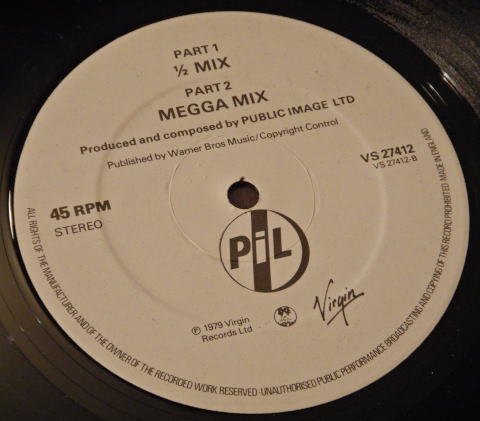 PART 1
½ MIX
PART 2
MEGGA MIX
Produced and composed by PUBLIC IMAGE LTD
Published by Warner Bros Music/Copyright Control
VS 27412
VS 27412-B
45 RPM
STEREO
PiL
℗ 1979 Virgin
Records Ltd
Virgin
ALL RIGHTS OF THE MANUFACTURER AND OF THE OWNER OF THE RECORDED WORK RESERVED · UNAUTHORISED PUBLIC PERFORMANCE BROADCASTING AND COPYING OF THIS RECORD PROHIBITED · MADE IN ENGLAND